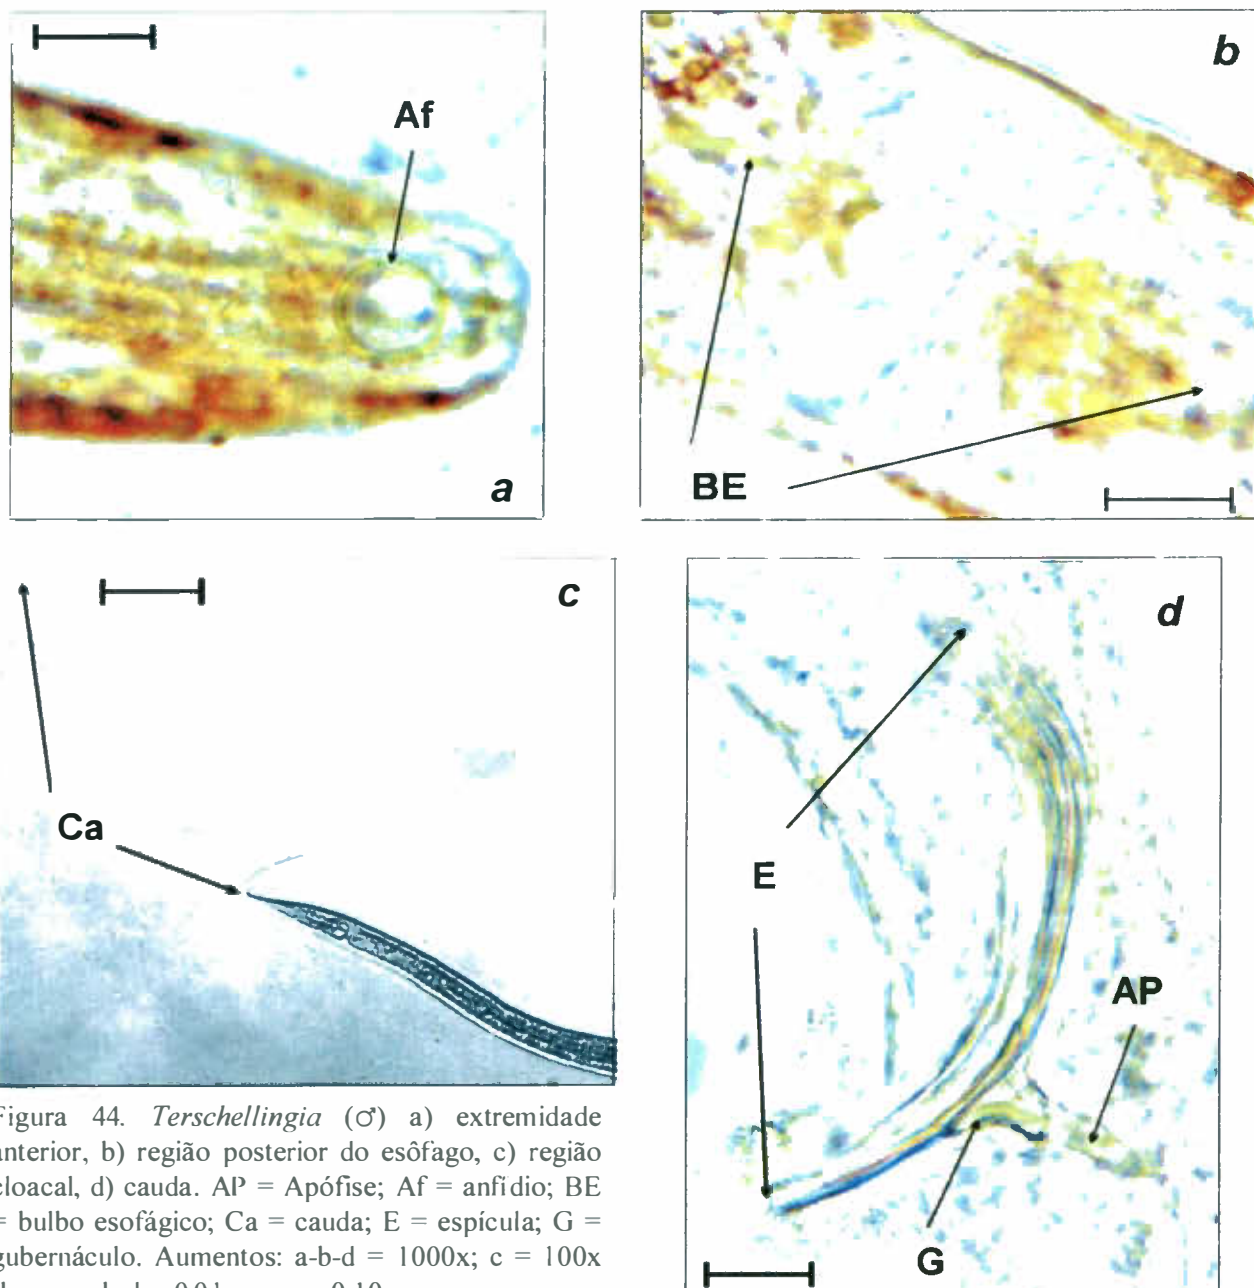 Af
a
b
BE
c
Ca
d
E
AP
G
Figura 44. Terschellingia (♂) a) extremidade
anterior, b) região posterior do esôfago, c) região
cloacal, d) cauda. AP = Apófise; Af = anfídio; BE
= bulbo esofágico; Ca = cauda; E = espícula; G =
gubernáculo. Aumentos: a-b-d = 1000x; c = 100x